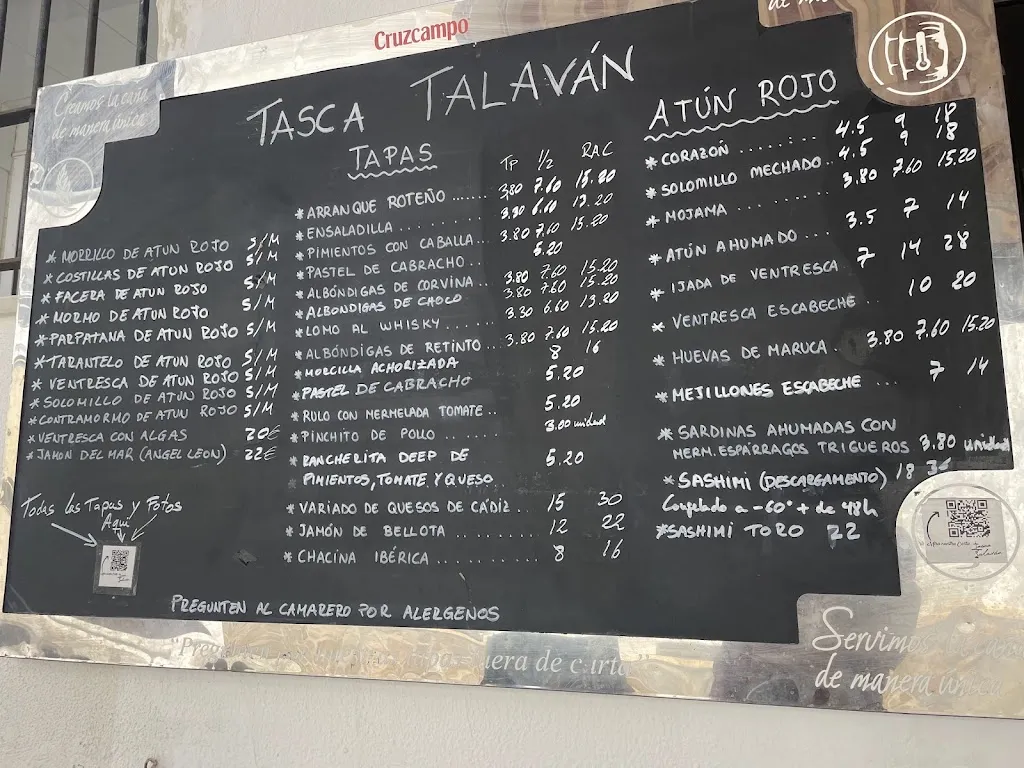 Cruzcampo
Creamos la caña
de manera única
TASCA TALAVÁN
* MORRILLO DE ATUN ROJO S/M
* COSTILLAS DE ATUN ROJO S/M
* FACERA DE ATUN ROJO S/M
* MORMO DE ATUN ROJO S/M
* PARPATANA DE ATUN ROJO S/M
* TARANTELO DE ATUN ROJO S/M
* VENTRESCA DE ATUN ROJO S/M
* SOLOMILLO DE ATUN ROJO S/M
* CONTRAMORMO DE ATUN ROJO S/M
* VENTRESCA CON ALGAS 20€
* JAMON DEL MAR (ANGEL LEON) 22€
Todas las Tapas y Fotos
Aquí
TAPAS TP 1/2 RAC
* ARRANQUE ROTEÑO ...... 3.80 7.60 15.20
* ENSALADILLA .... 3.30 6.60 13.20
* PIMIENTOS CON CABALLA... 3.80 7.60 15.20
* PASTEL DE CABRACHO.. 5.20
* ALBÓNDIGAS DE CORVINA. 3.80 7.60 15.20
* ALBONDIGAS DE CHOCO 3.80 7.60 15.20
* LOMO AL WHISKY..... 3.30 6.60 13.20
* ALBÓNDIGAS DE RETINTO.. 3.80 7.60 15.20
* MORCILLA ACHORIZADA 8 16
* PASTEL DE CABRACHO 5.20
* RULO CON MERMELADA TOMATE.. 5.20
* PINCHITO DE POLLO ...... 3.00 unidad
* RANCHERITA DEEP DE 5.20
PIMIENTOS, TOMATE Y QUESO...
* VARIADO DE QUESOS DE CÁDIZ.. 15 30
* JAMÓN DE BELLOTA ........ 12 22
* CHACINA IBÉRICA .......... 8 16
ATÚN ROJO
* CORAZÓN ........ 4.5 9 18
* SOLOMILLO MECHADO.. 4.5 9 18
* MOJAMA ........ 3.80 7.60 15.20
* ATÚN AHUMADO ... 3.5 7 14
* IJADA DE VENTRESCA 7 14 28
* VENTRESCA ESCABECHE .. 10 20
* HUEVAS DE MARUCA . 3.80 7.60 15.20
* MEJILLONES ESCABECHE ... 7 14
* SARDINAS AHUMADAS CON
MERM. ESPÁRRAGOS TRIGUEROS 3.80 unidad
* SASHIMI (DESCARGAMENTO) 18
Congelado a -60° + de 48h
* SASHIMI TORO 22
PREGUNTEN AL CAMARERO POR ALERGENOS
de manera única